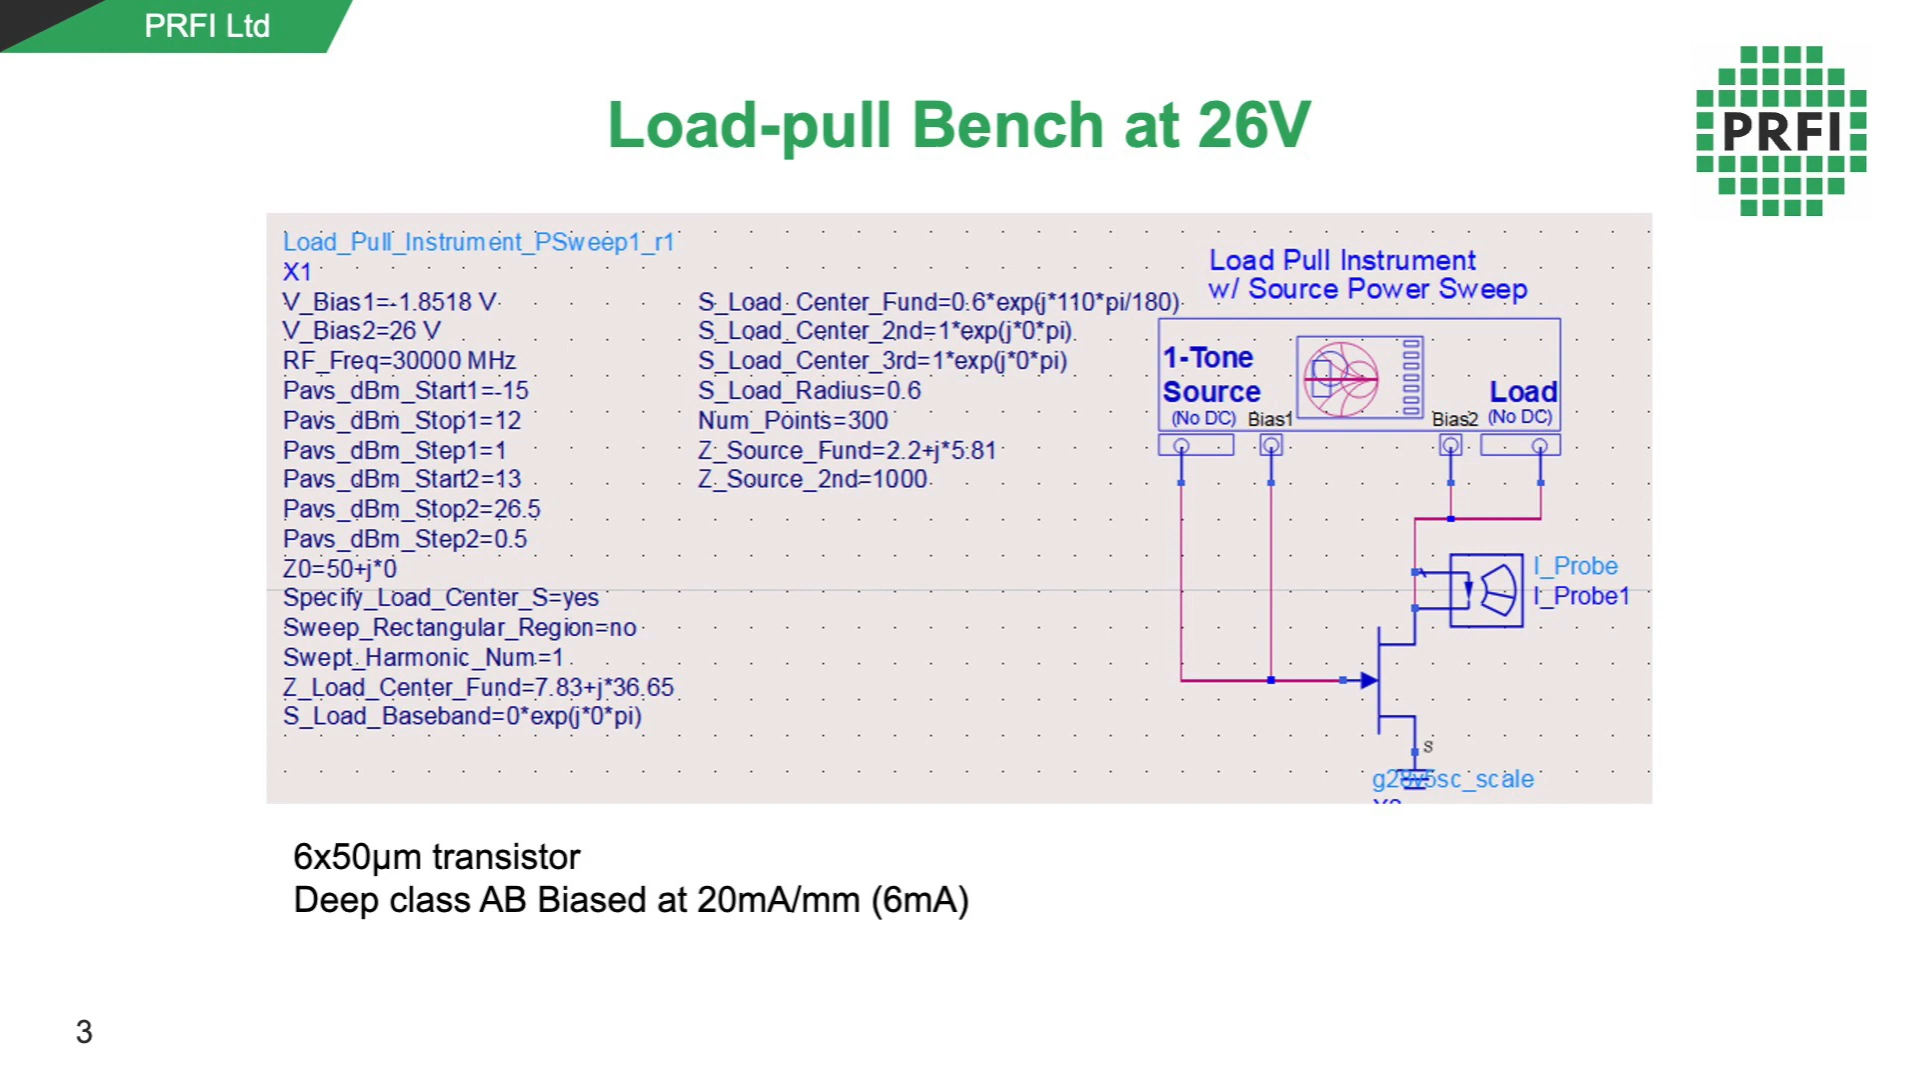 PRFI Ltd
Load-pull Bench at 26V
PRFI
Load_Pull_Instrument_PSweep1_r1
X1
V_Bias1=-1.8518 V
V_Bias2=26 V
RF_Freq=30000 MHz
Pavs_dBm_Start1=-15
Pavs_dBm_Stop1=12
Pavs_dBm_Step1=1
Pavs_dBm_Start2=13
Pavs_dBm_Stop2=26.5
Pavs_dBm_Step2=0.5
Z0=50+j*0
Specify_Load_Center_S=yes
Sweep_Rectangular_Region=no
Swept_Harmonic_Num=1
Z_Load_Center_Fund=7.83+j*36.65
S_Load_Baseband=0*exp(j*0*pi)
S_Load_Center_Fund=0.6*exp(j*110*pi/180)
S_Load_Center_2nd=1*exp(j*0*pi)
S_Load_Center_3rd=1*exp(j*0*pi)
S_Load_Radius=0.6
Num_Points=300
Z_Source_Fund=2.2+j*5.81
Z_Source_2nd=1000
Load Pull Instrument
w/ Source Power Sweep
1-Tone
Source
(No DC)
Bias1
Bias2
Load
(No DC)
I_Probe
I_Probe1
s
g28v5sc_scale
6x50µm transistor
Deep class AB Biased at 20mA/mm (6mA)
3